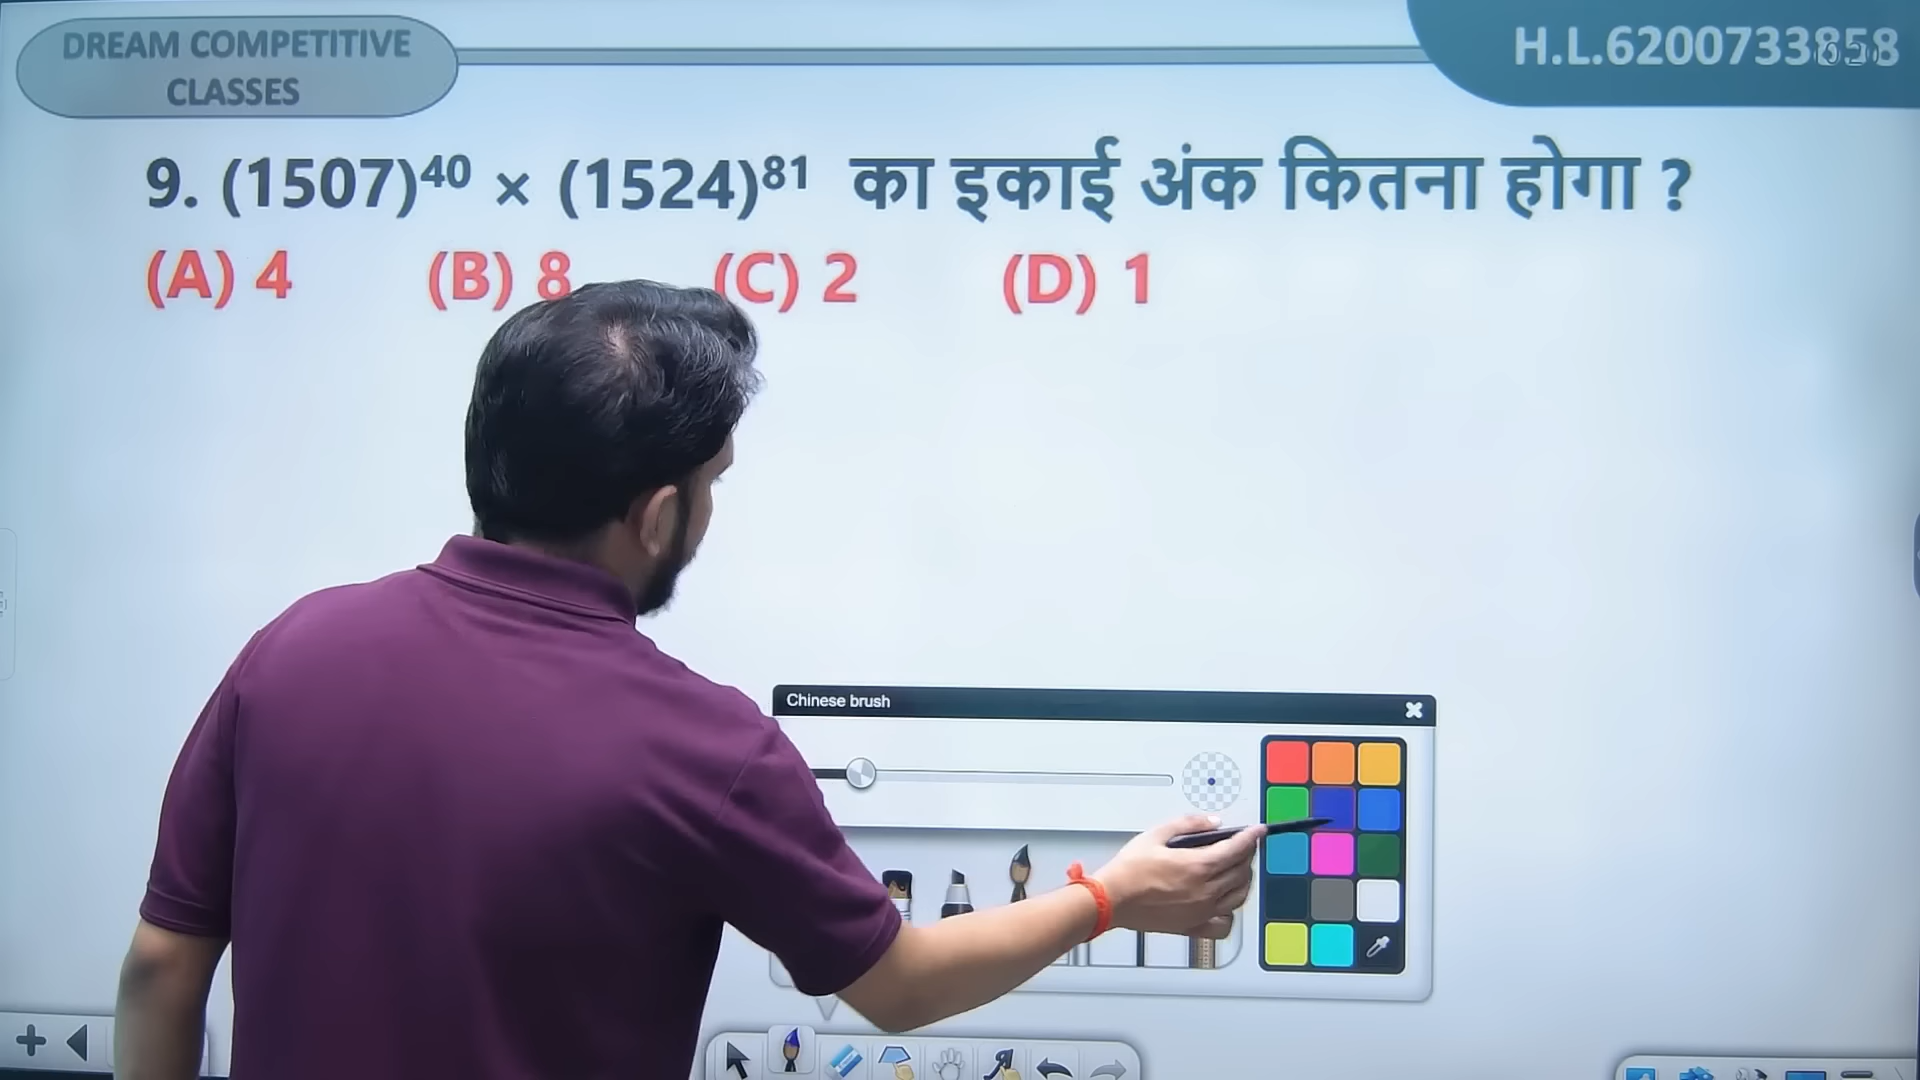 DREAM COMPETITIVE
CLASSES
H.L.6200733858
9. (1507)⁴⁰ × (1524)⁸¹ का इकाई अंक कितना होगा ?
(A) 4 (B) 8 (C) 2 (D) 1
Chinese brush